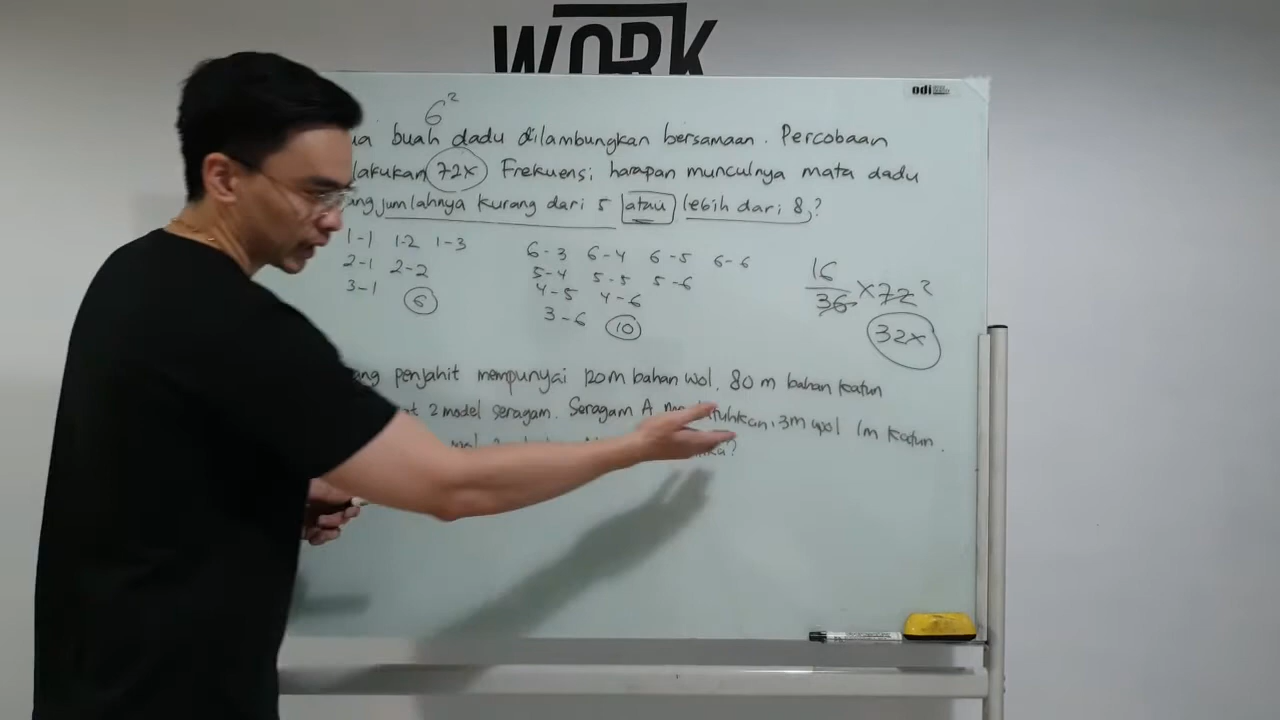 WORK
odi
6²
buah dadu dilambungkan bersamaan. Percobaan
lakukan 72x Frekuensi harapan munculnya mata dadu
ang jumlahnya kurang dari 5 atau lebih dari 8?
1-1 1-2 1-3
2-1 2-2
3-1 6
6-3 6-4 6-5 6-6
5-4 5-5 5-6
4-5 4-6
3-6 10
16
36 x 72 2
32x
ang penjahit mempunyai 120m bahan wol, 80 m bahan katun
at 2 model seragam. Seragam A 3m wol 1m katun.